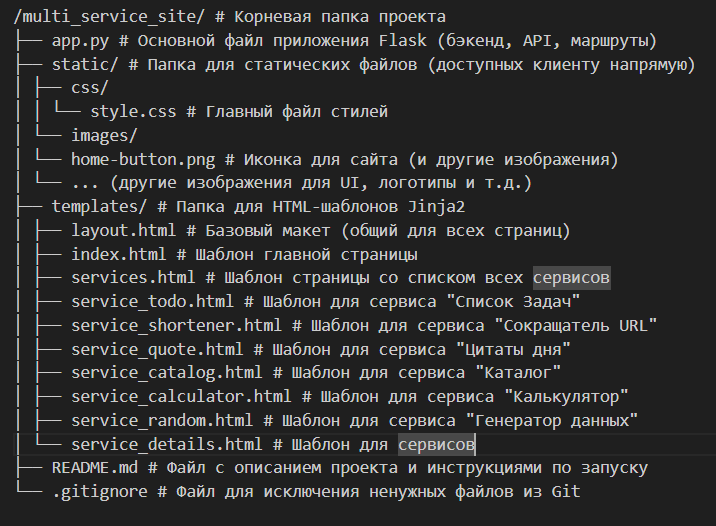 /multi_service_site/ # Корневая папка проекта
├── app.py # Основной файл приложения Flask (бэкенд, API, маршруты)
├── static/ # Папка для статических файлов (доступных клиенту напрямую)
│ ├── css/
│ │ └── style.css # Главный файл стилей
│ └── images/
│ └── home-button.png # Иконка для сайта (и другие изображения)
│ └── ... (другие изображения для UI, логотипы и т.д.)
├── templates/ # Папка для HTML-шаблонов Jinja2
│ ├── layout.html # Базовый макет (общий для всех страниц)
│ ├── index.html # Шаблон главной страницы
│ ├── services.html # Шаблон страницы со списком всех сервисов
│ ├── service_todo.html # Шаблон для сервиса "Список Задач"
│ ├── service_shortener.html # Шаблон для сервиса "Сокращатель URL"
│ ├── service_quote.html # Шаблон для сервиса "Цитаты дня"
│ ├── service_catalog.html # Шаблон для сервиса "Каталог"
│ ├── service_calculator.html # Шаблон для сервиса "Калькулятор"
│ ├── service_random.html # Шаблон для сервиса "Генератор данных"
│ └── service_details.html # Шаблон для сервисов
├── README.md # Файл с описанием проекта и инструкциями по запуску
└── .gitignore # Файл для исключения ненужных файлов из Git